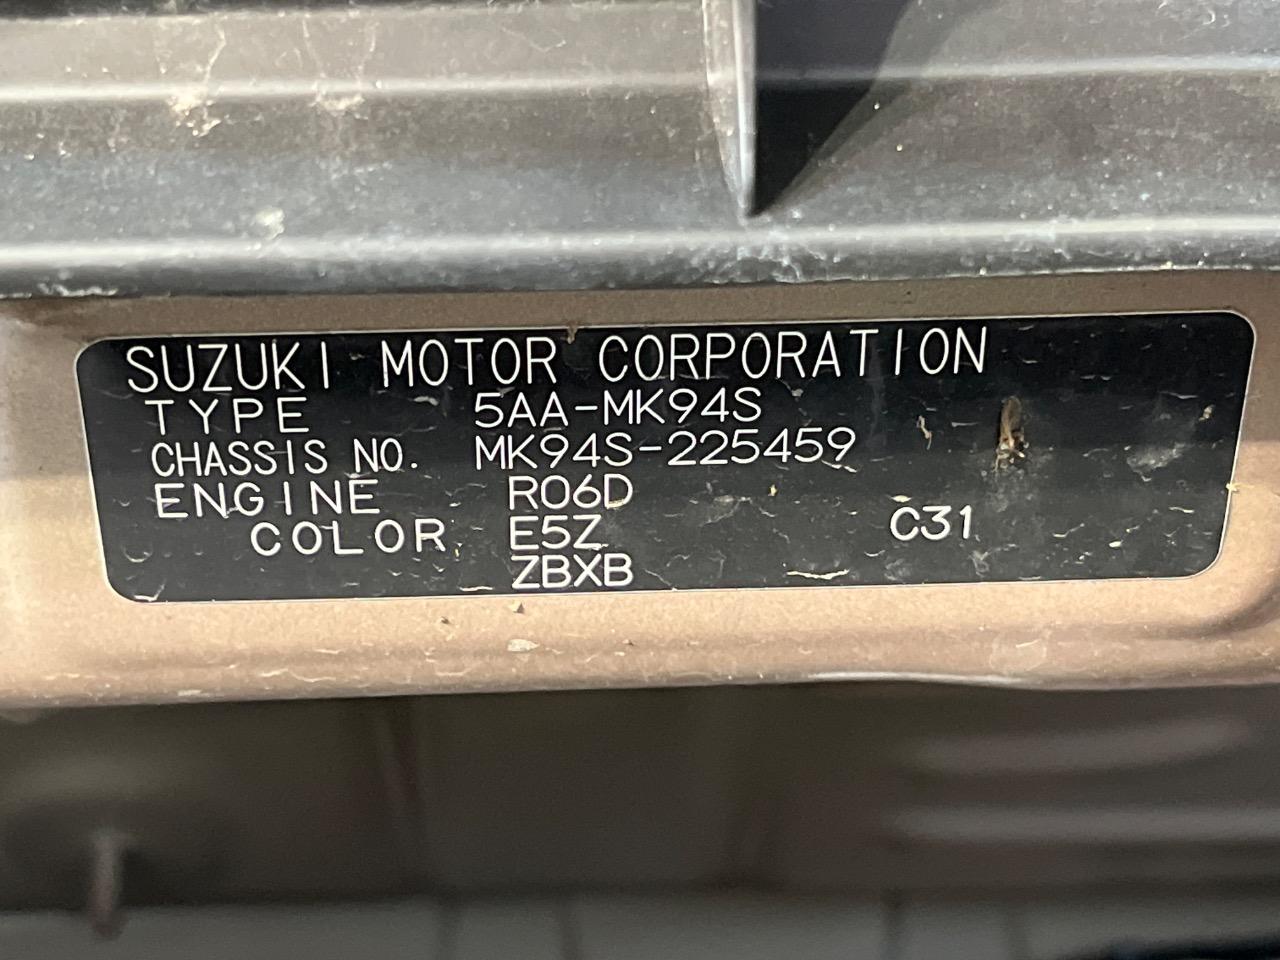 SUZUKI MOTOR CORPORATION
TYPE 5AA-MK94S
CHASSIS NO. MK94S-225459
ENGINE R06D
COLOR E5Z C31
ZBXB